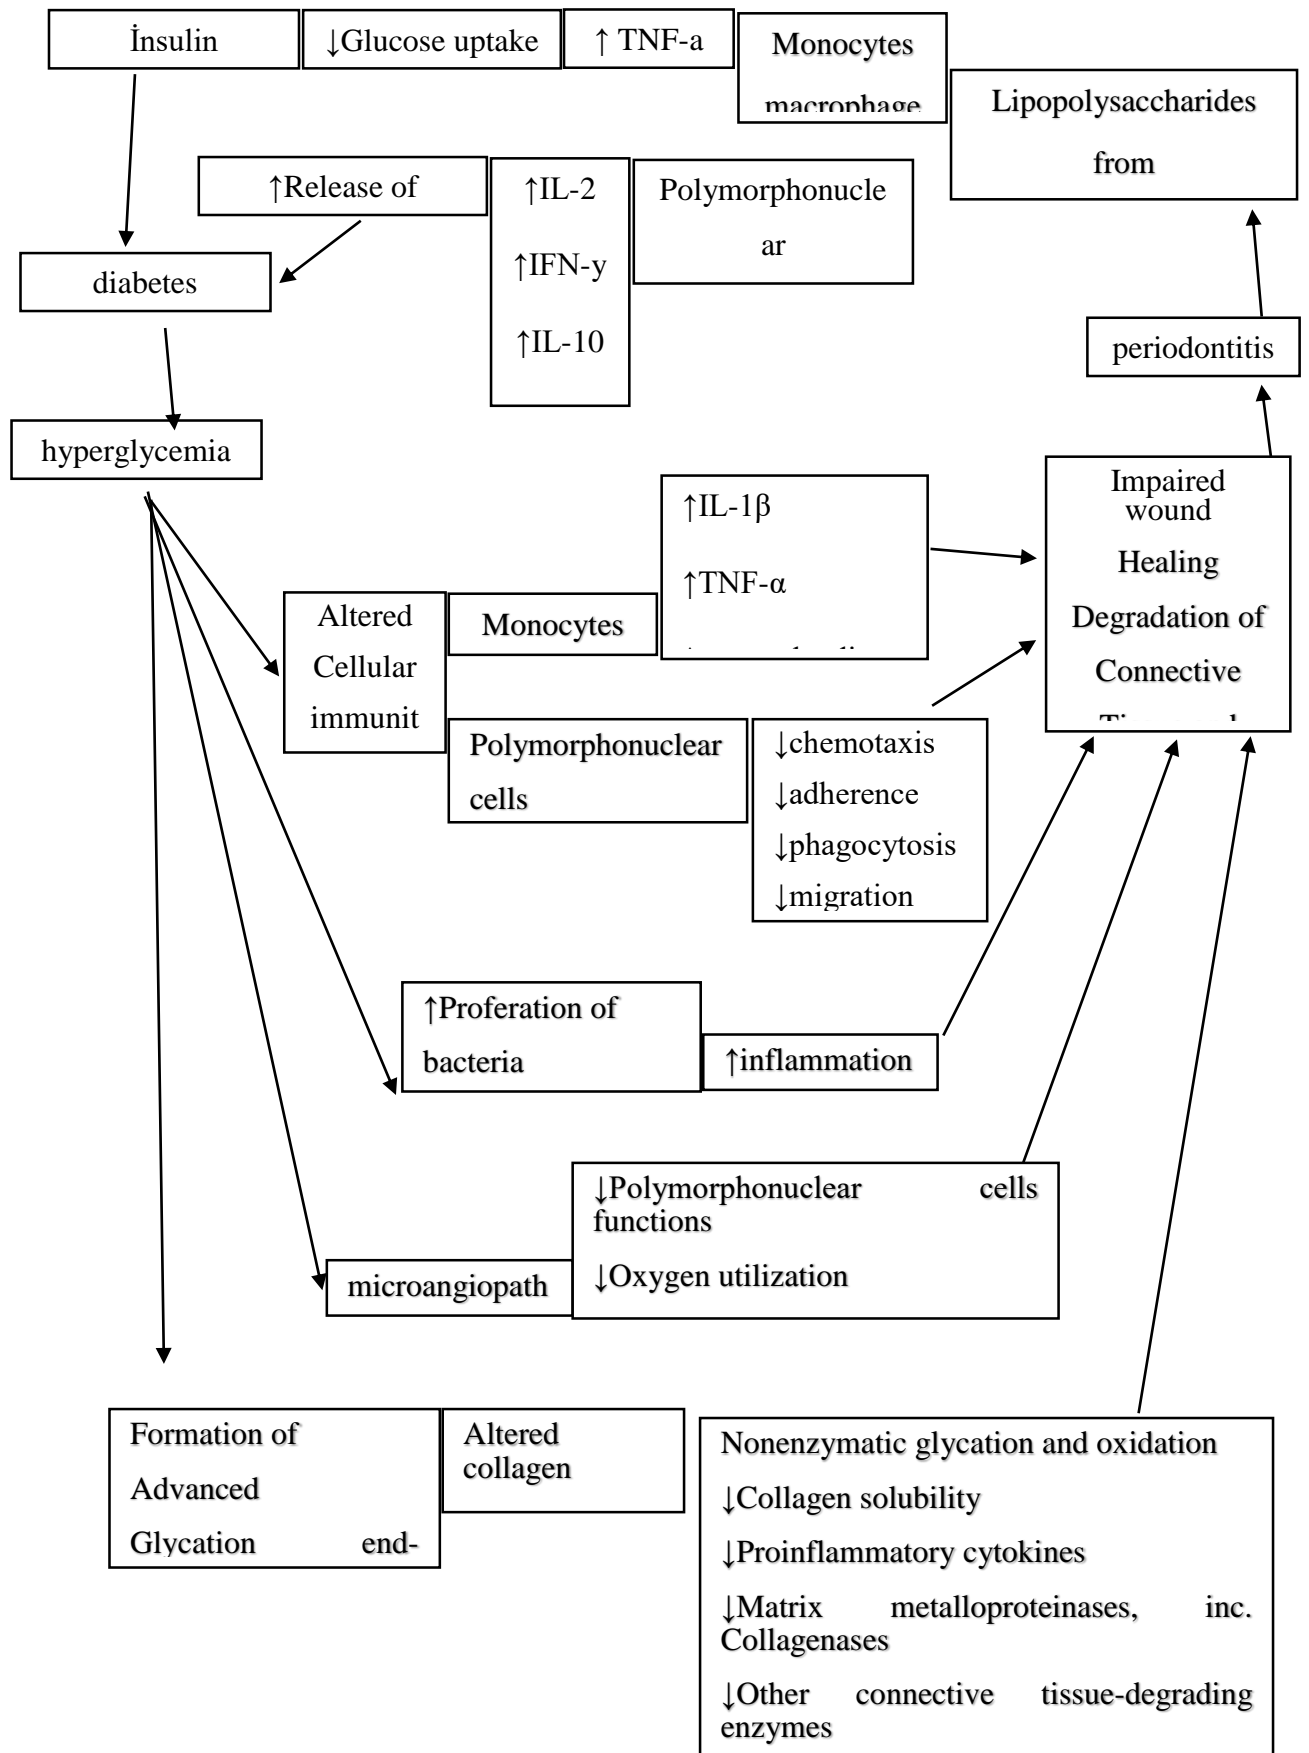 İnsulin
↓Glucose uptake
↑ TNF-a
Monocytes
macrophage
Lipopolysaccharides
from
↑Release of
↑IL-2
↑IFN-y
↑IL-10
Polymorphonucle
ar
diabetes
periodontitis
hyperglycemia
↑IL-1β
↑TNF-α
Impaired
wound
Healing
Degradation of
Connective
Altered
Cellular
immunit
Monocytes
Polymorphonuclear
cells
↓chemotaxis
↓adherence
↓phagocytosis
↓migration
↑Proferation of
bacteria
↑inflammation
↓Polymorphonuclear cells
functions
↓Oxygen utilization
microangiopath
Formation of
Advanced
Glycation end-
Altered
collagen
Nonenzymatic glycation and oxidation
↓Collagen solubility
↓Proinflammatory cytokines
↓Matrix metalloproteinases, inc.
Collagenases
↓Other connective tissue-degrading
enzymes